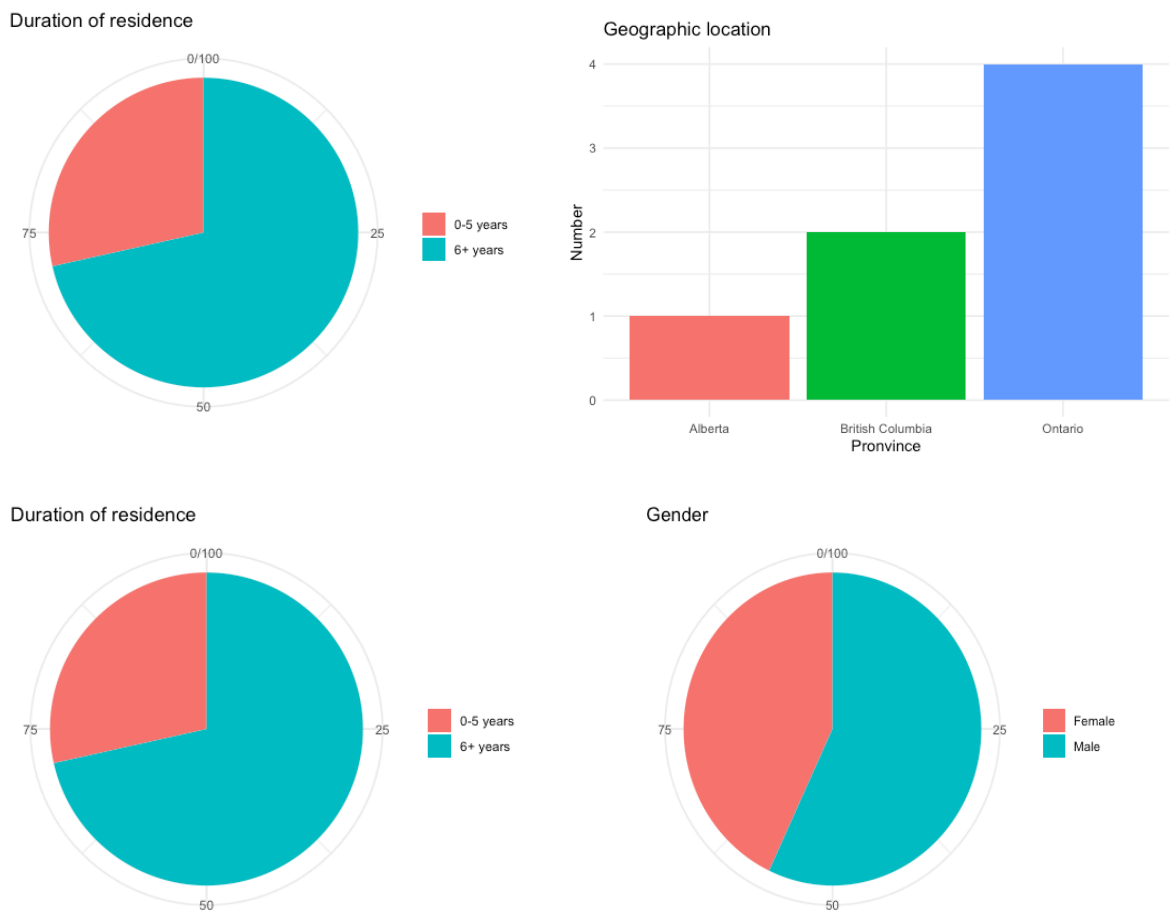 Duration of residence
0/100
75
25
50
0-5 years
6+ years
Geographic location
Number
4
3
2
1
0
Alberta
British Columbia
Ontario
Pronvince
Duration of residence
0/100
75
25
50
0-5 years
6+ years
Gender
0/100
75
25
50
Female
Male